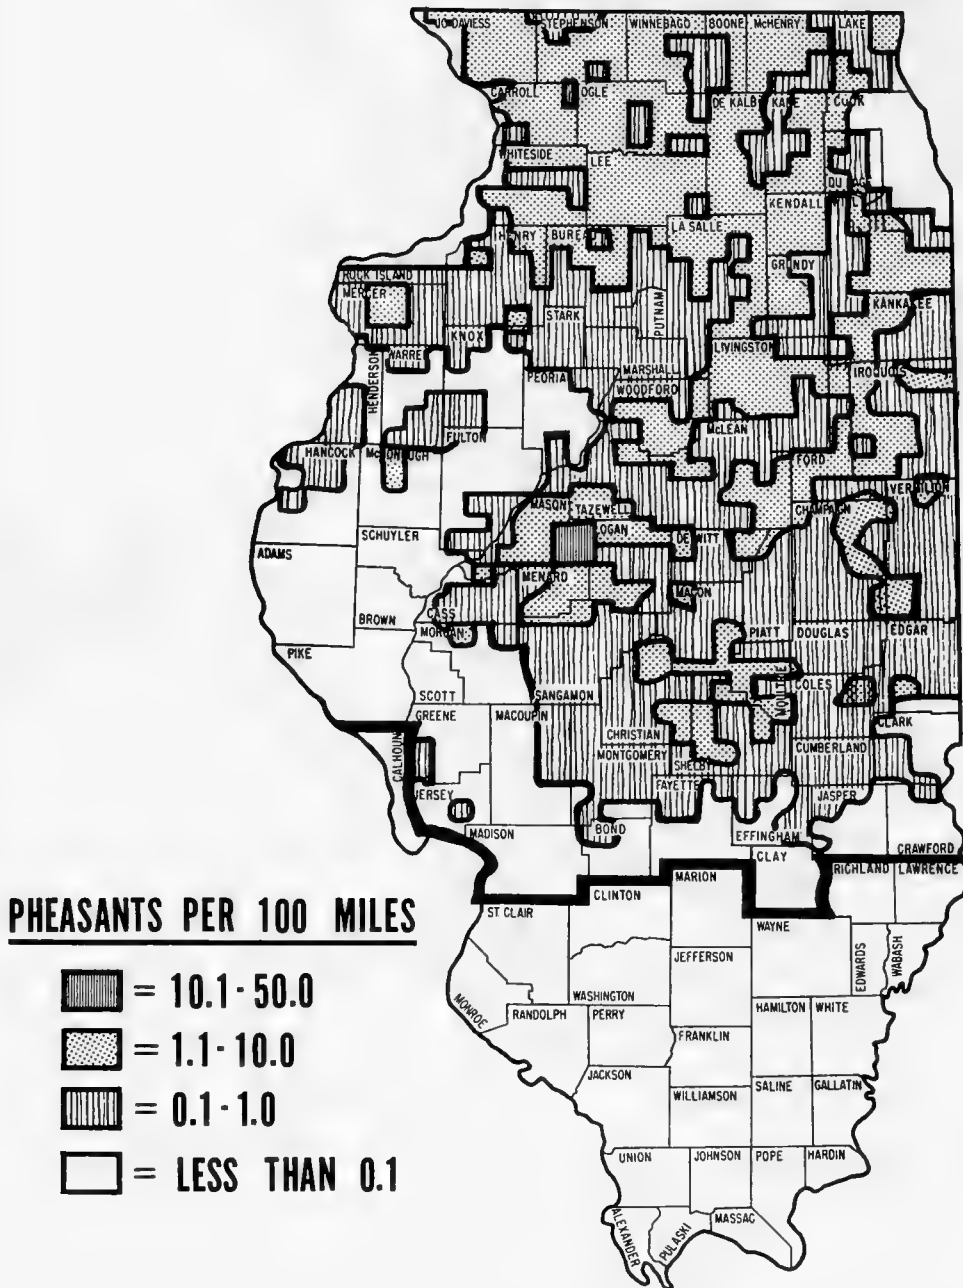 JO DAVIESS STEPHENSON WINNEBAGO BOONE McHENRY LAKE
CARROLL OGLE DE KALB KANE COOK
WHITESIDE LEE
DU PAGE
KENDALL
HENRY BUREAU LA SALLE
GRUNDY
ROCK ISLAND
MERCER
KANKAKEE
STARK PUTNAM
KNOX
LIVINGSTON
WARRE
HENDERSON
PEORIA MARSHALL
WOODFORD
IROQUOIS
McLEAN
FULTON
HANCOCK McDONOUGH
FORD
VERMILION
MASON TAZEWELL
CHAMPAIGN
LOGAN
DE WITT
SCHUYLER
ADAMS
MENARD
MACON
CASS
BROWN
MORGAN
PIATT DOUGLAS EDGAR
PIKE
COLES
MOULTRIE
SCOTT SANGAMON
GREENE MACOUPIN
CLARK
CHRISTIAN
CALHOUN
MONTGOMERY
CUMBERLAND
SHELBY
FAYETTE
JERSEY
JASPER
MADISON BOND
EFFINGHAM
CLAY
CRAWFORD
RICHLAND LAWRENCE
MARION
CLINTON
ST. CLAIR
WAYNE
EDWARDS WABASH
JEFFERSON
MONROE
WASHINGTON
RANDOLPH PERRY
HAMILTON WHITE
FRANKLIN
JACKSON
WILLIAMSON
SALINE GALLATIN
UNION JOHNSON POPE HARDIN
ALEXANDER PULASKI MASSAC
PHEASANTS PER 100 MILES
= 10.1 - 50.0
= 1.1 - 10.0
= 0.1 - 1.0
= LESS THAN 0.1